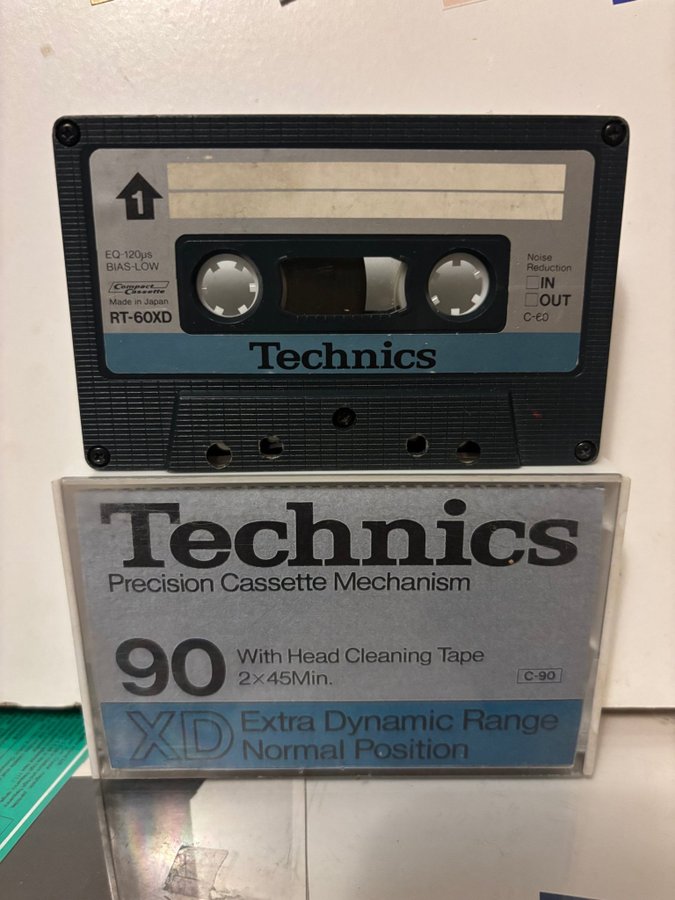 1
EQ-120µs
BIAS-LOW
Compact
Cassette
Made in Japan
RT-60XD
Noise
Reduction
IN
OUT
C-60
Technics
Technics
Precision Cassette Mechanism
90
With Head Cleaning Tape
2×45Min.
C-90
XD
Extra Dynamic Range
Normal Position